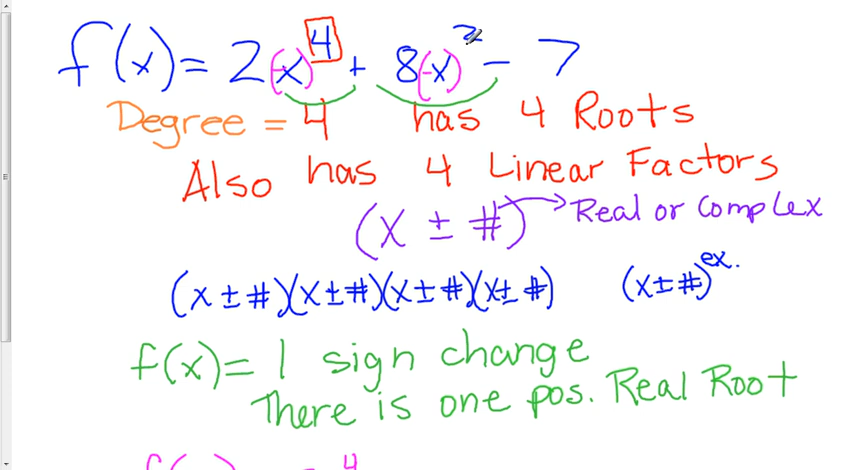 f(x) = 2(-x)^4 + 8(-x)^2 - 7
Degree = 4 has 4 Roots
Also has 4 Linear Factors
(x ± #) → Real or Complex
(x ± #)(x ± #)(x ± #)(x ± #) (x ± #)^ex.
f(x) = 1 sign change
There is one pos. Real Root